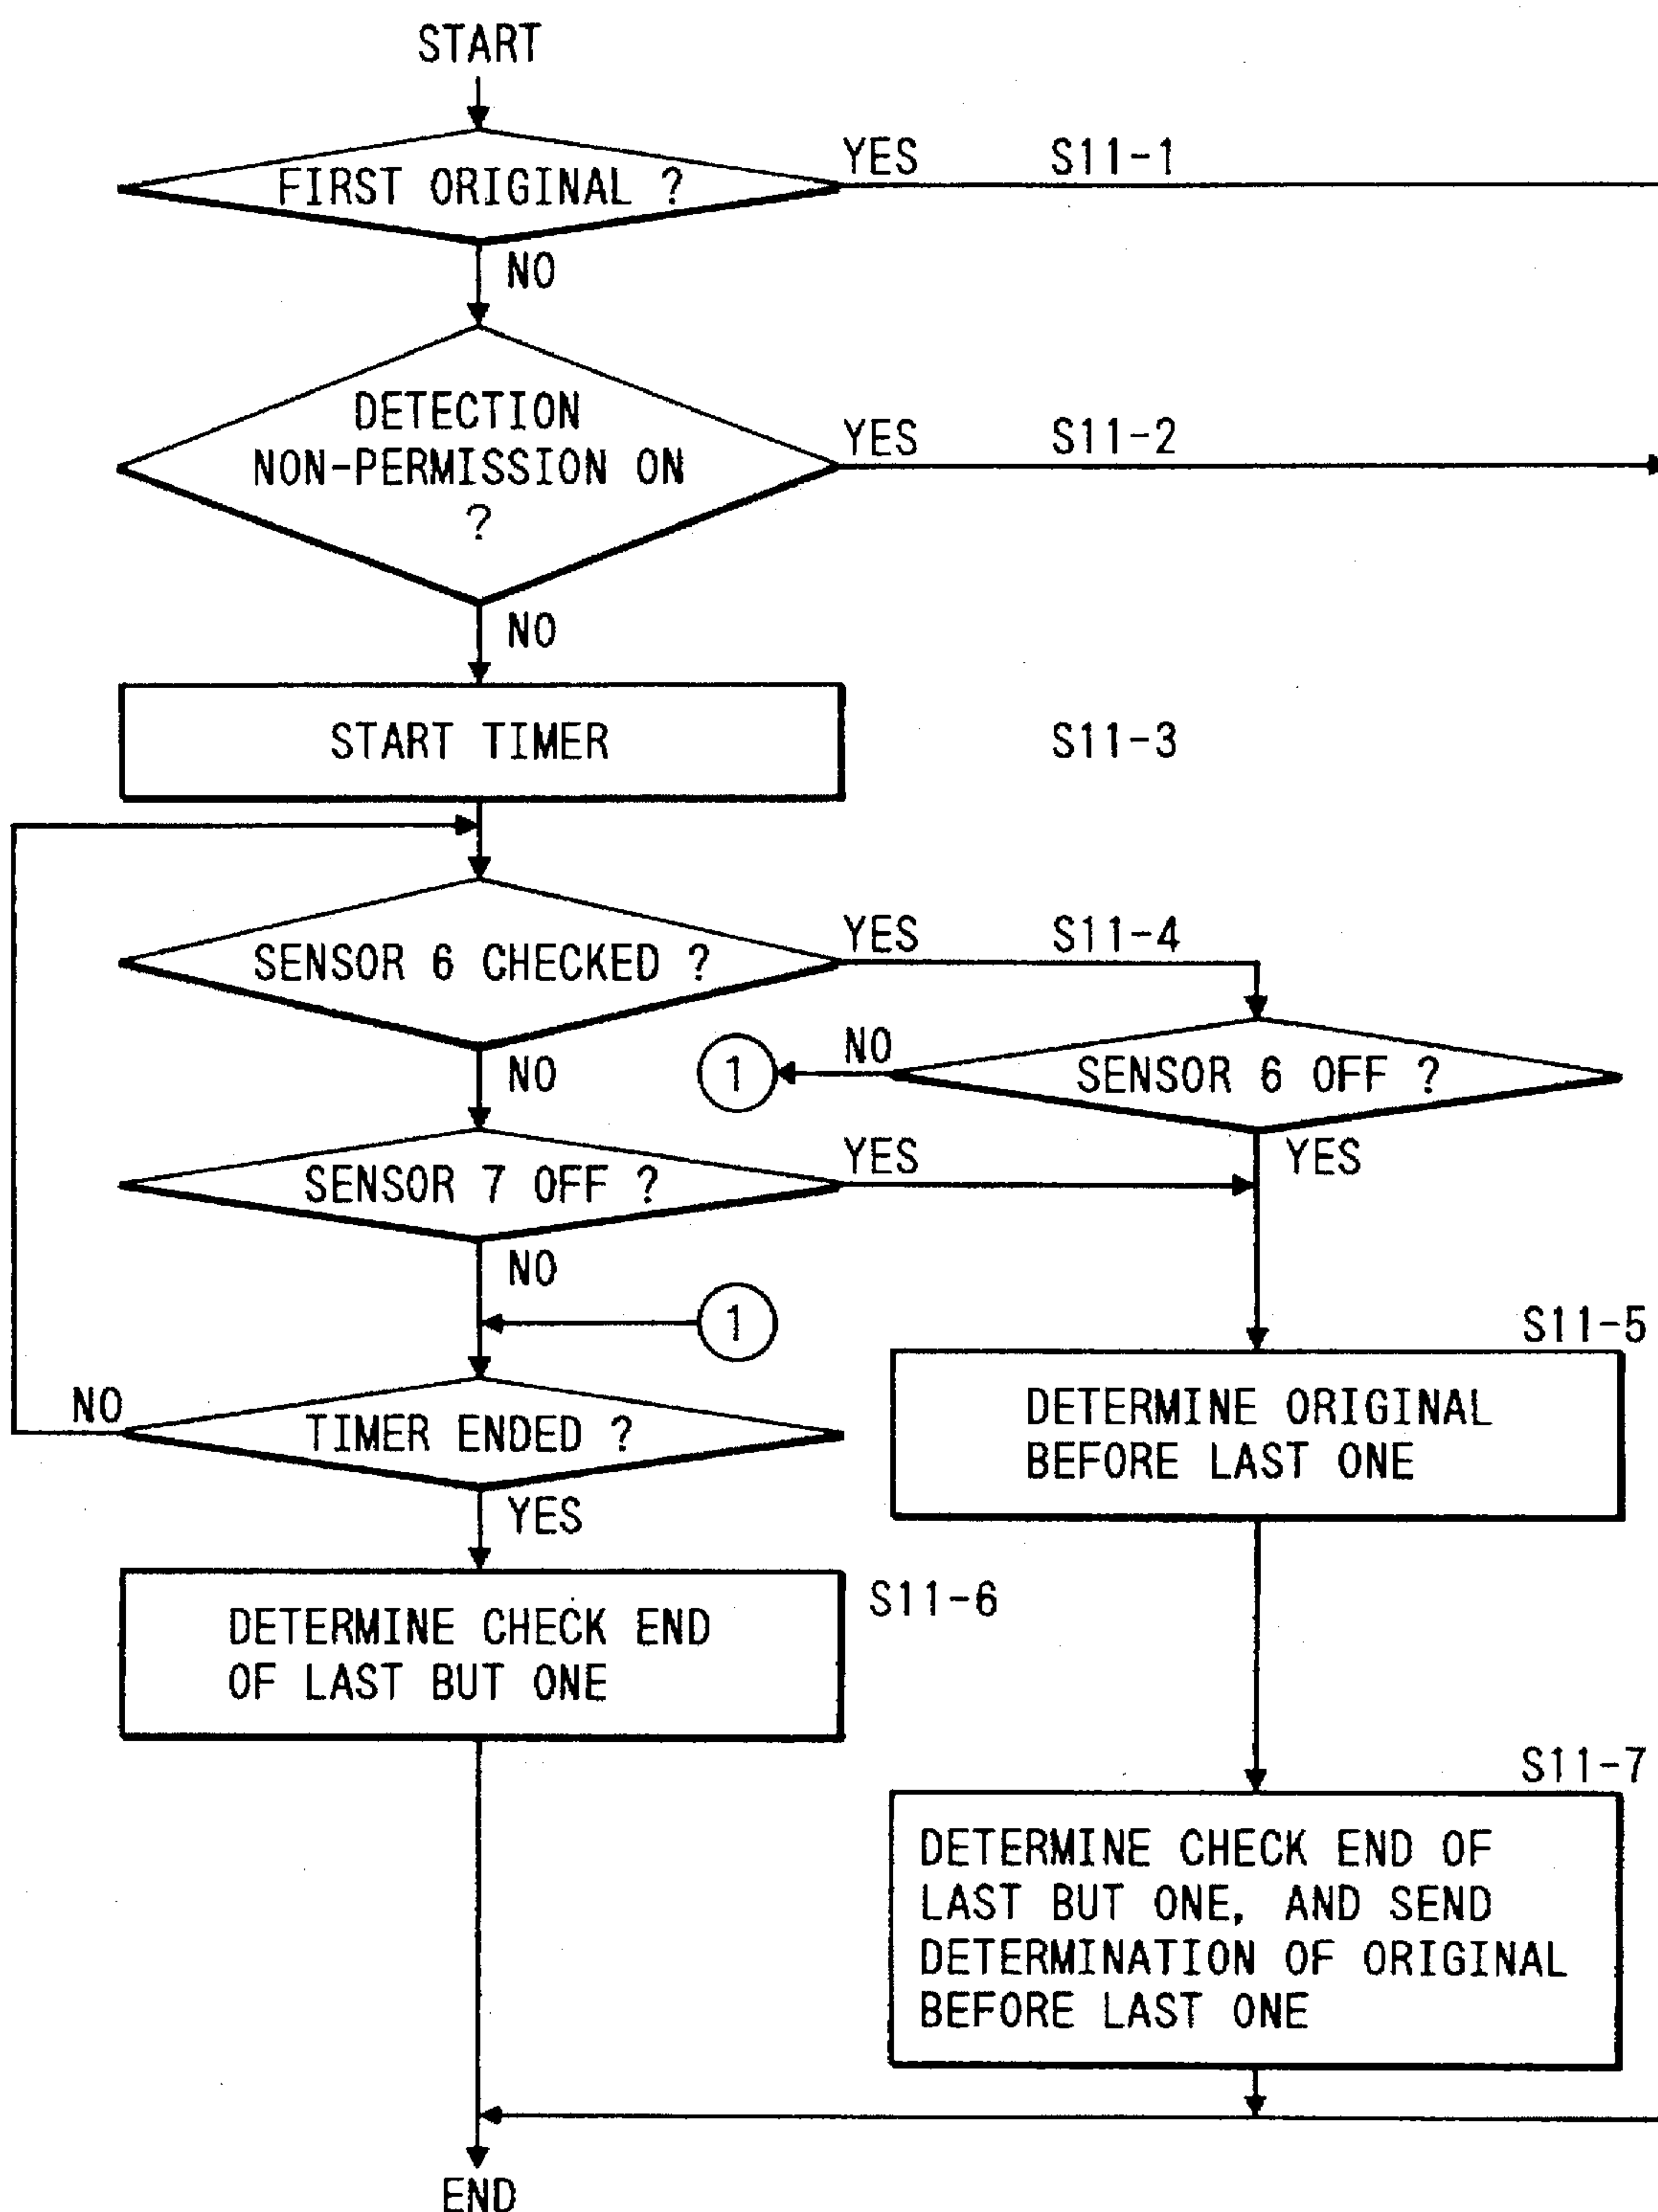 START
FIRST ORIGINAL ?
YES
S11-1
NO
DETECTION
NON-PERMISSION ON
?
YES
S11-2
NO
START TIMER
S11-3
SENSOR 6 CHECKED ?
YES
S11-4
NO
1
NO
SENSOR 6 OFF ?
YES
SENSOR 7 OFF ?
YES
NO
1
S11-5
DETERMINE ORIGINAL
BEFORE LAST ONE
NO
TIMER ENDED ?
YES
DETERMINE CHECK END
OF LAST BUT ONE
S11-6
S11-7
DETERMINE CHECK END OF
LAST BUT ONE, AND SEND
DETERMINATION OF ORIGINAL
BEFORE LAST ONE
END